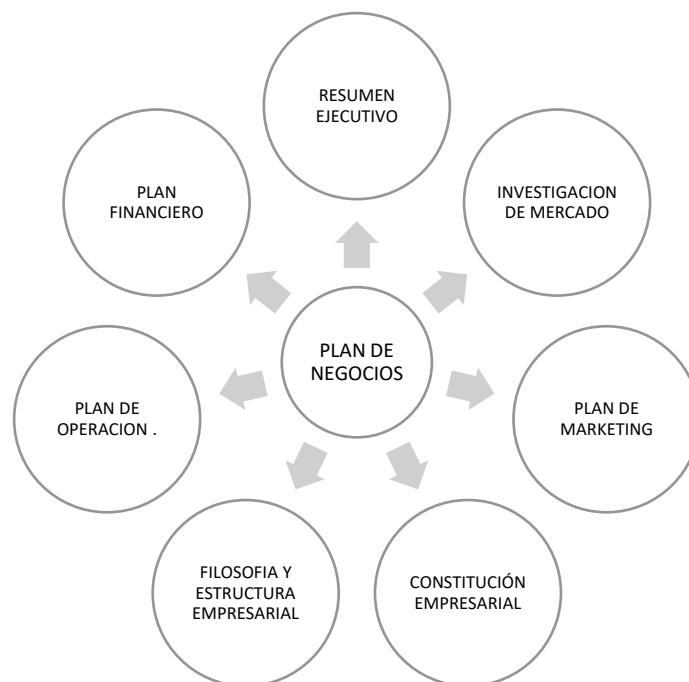 RESUMEN
EJECUTIVO
INVESTIGACION
DE MERCADO
PLAN DE
MARKETING
CONSTITUCIÓN
EMPRESARIAL
FILOSOFIA Y
ESTRUCTURA
EMPRESARIAL
PLAN DE
OPERACION .
PLAN
FINANCIERO
PLAN DE
NEGOCIOS